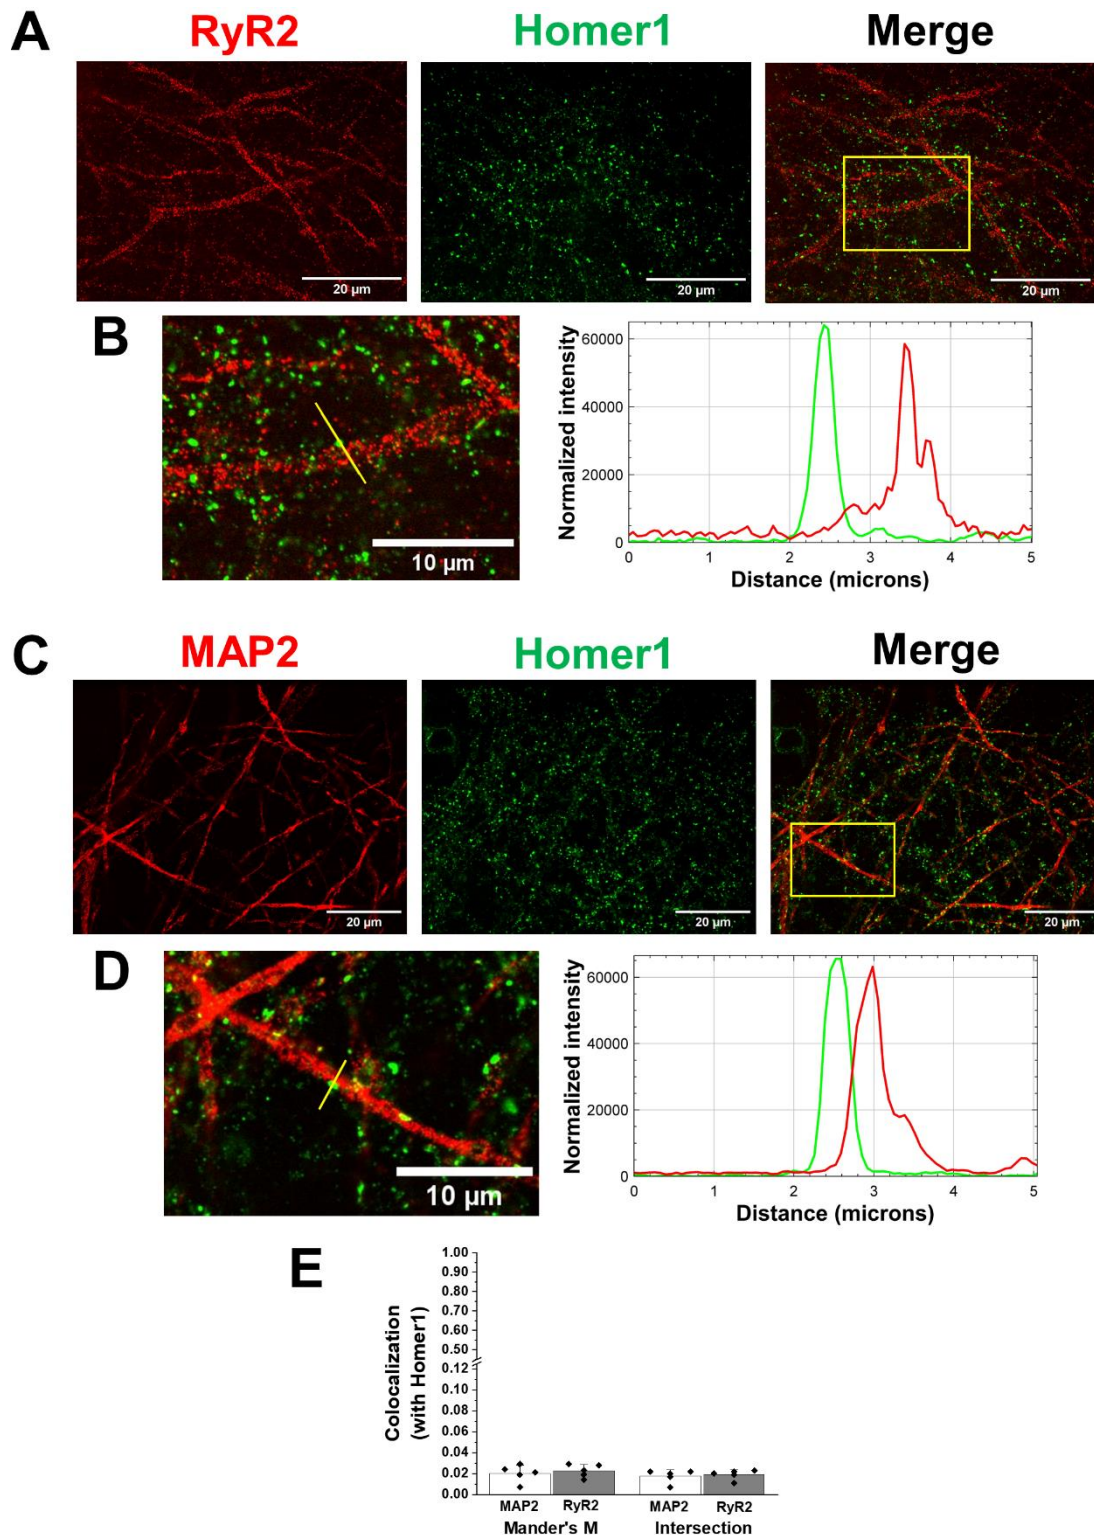 A
RyR2 Homer1 Merge
20 µm 20 µm 20 µm
B
10 µm
Normalized intensity
60000
40000
20000
0
0 1 2 3 4 5
Distance (microns)
C
MAP2 Homer1 Merge
20 µm 20 µm 20 µm
D
10 µm
Normalized intensity
60000
40000
20000
0
0 1 2 3 4 5
Distance (microns)
E
Colocalization
(with Homer1)
1.00
0.90
0.80
0.70
0.60
0.50
0.12
0.10
0.08
0.06
0.04
0.02
0.00
MAP2 RyR2 MAP2 RyR2
Mander's M Intersection